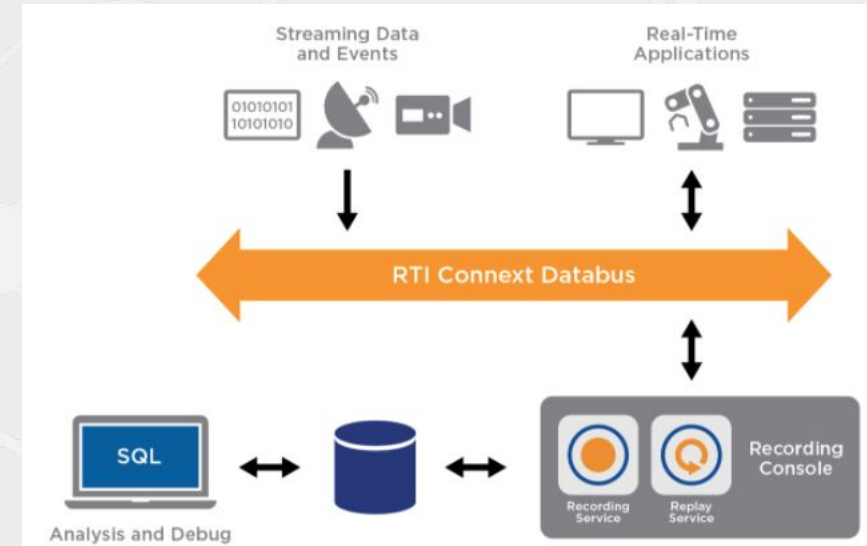 Streaming Data
and Events
Real-Time
Applications
01010101
10101010
RTI Connext Databus
SQL
Analysis and Debug
Recording
Service
Replay
Service
Recording
Console